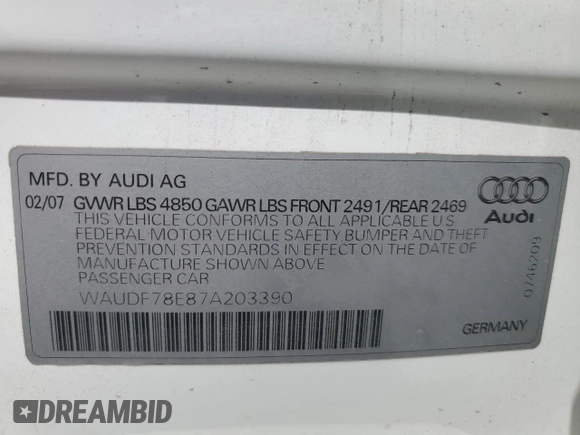 MFD. BY AUDI AG
02/07 GVWR LBS 4850 GAWR LBS FRONT 2491/REAR 2469
THIS VEHICLE CONFORMS TO ALL APPLICABLE U.S
FEDERAL MOTOR VEHICLE SAFETY BUMPER AND THEFT
PREVENTION STANDARDS IN EFFECT ON THE DATE OF
MANUFACTURE SHOWN ABOVE
PASSENGER CAR
WAUDF78E87A203390
Audi
0746209
GERMANY
DREAMBID